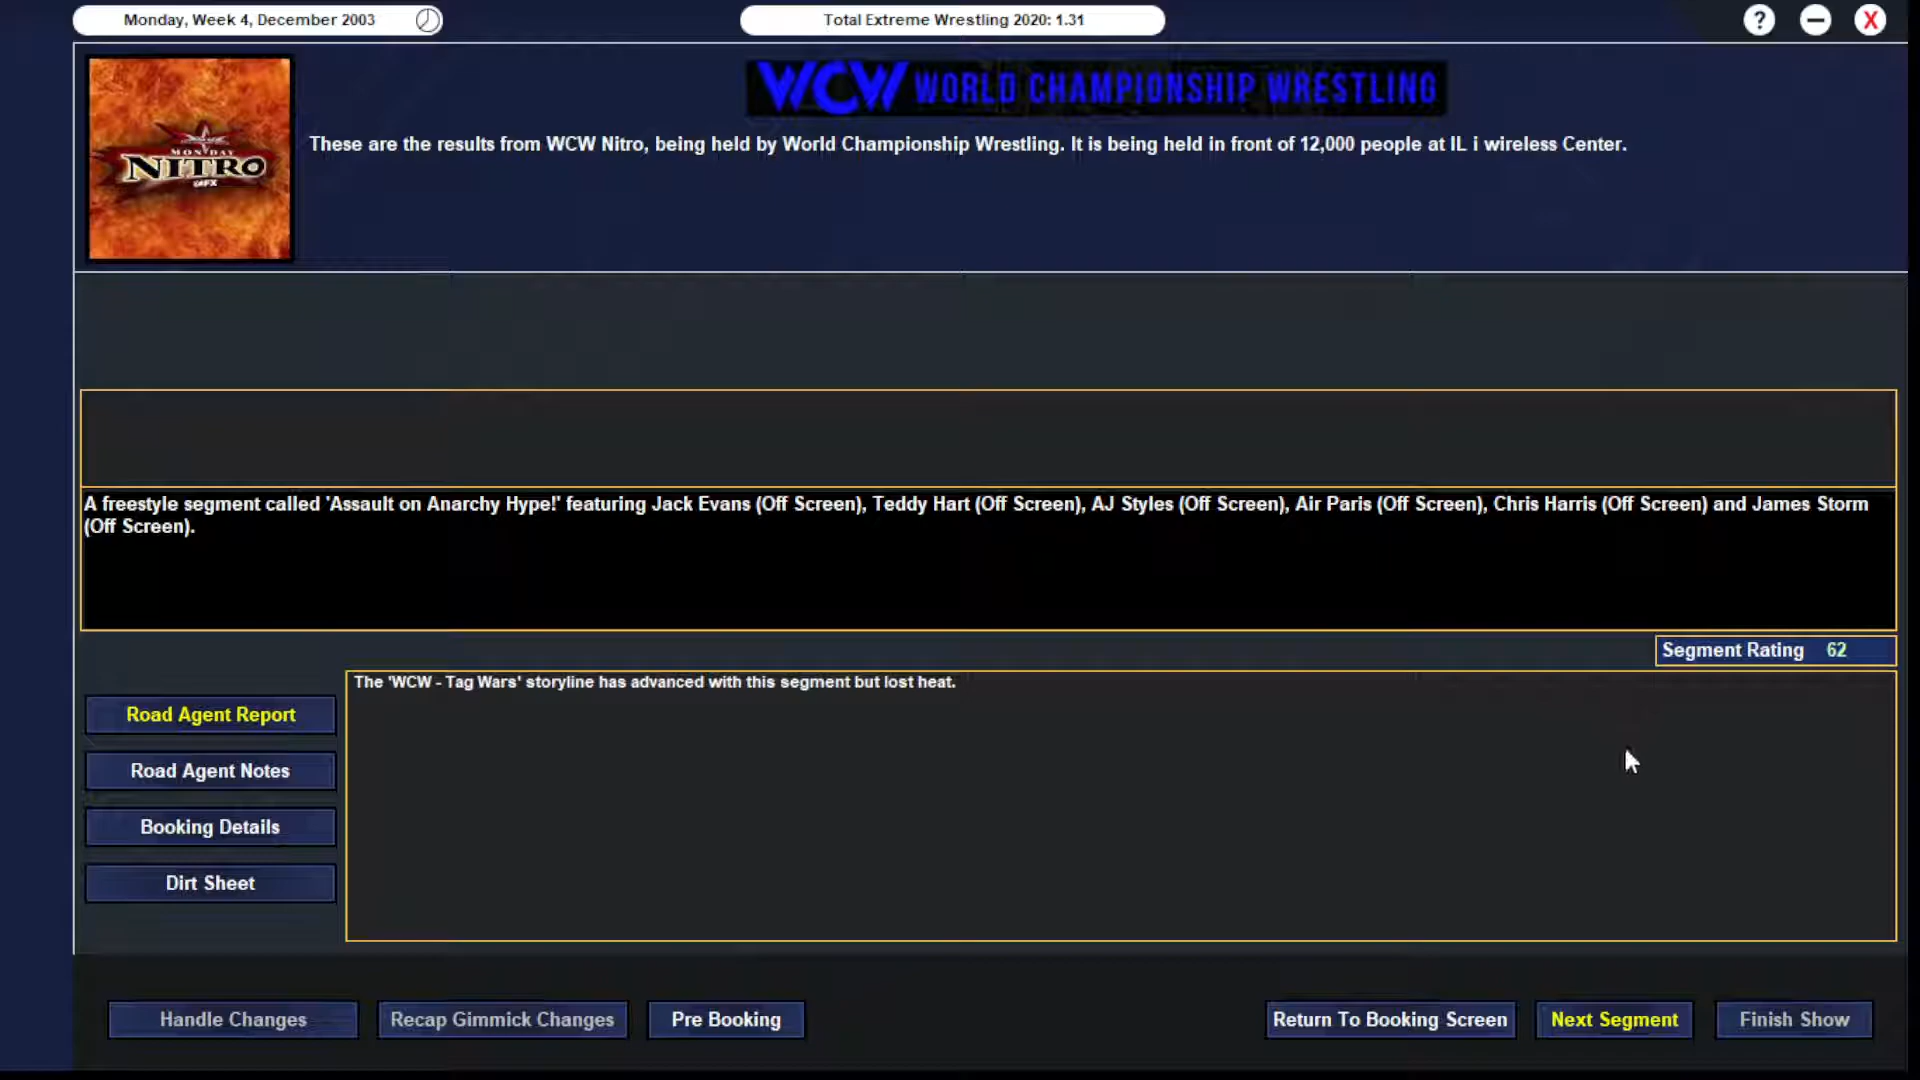 Monday, Week 4, December 2003
Total Extreme Wrestling 2020: 1.31
?
X
WCW WORLD CHAMPIONSHIP WRESTLING
MONDAY
NITRO
These are the results from WCW Nitro, being held by World Championship Wrestling. It is being held in front of 12,000 people at IL i wireless Center.
A freestyle segment called 'Assault on Anarchy Hype!' featuring Jack Evans (Off Screen), Teddy Hart (Off Screen), AJ Styles (Off Screen), Air Paris (Off Screen), Chris Harris (Off Screen) and James Storm
(Off Screen).
Segment Rating 62
The 'WCW - Tag Wars' storyline has advanced with this segment but lost heat.
Road Agent Report
Road Agent Notes
Booking Details
Dirt Sheet
Handle Changes
Recap Gimmick Changes
Pre Booking
Return To Booking Screen
Next Segment
Finish Show